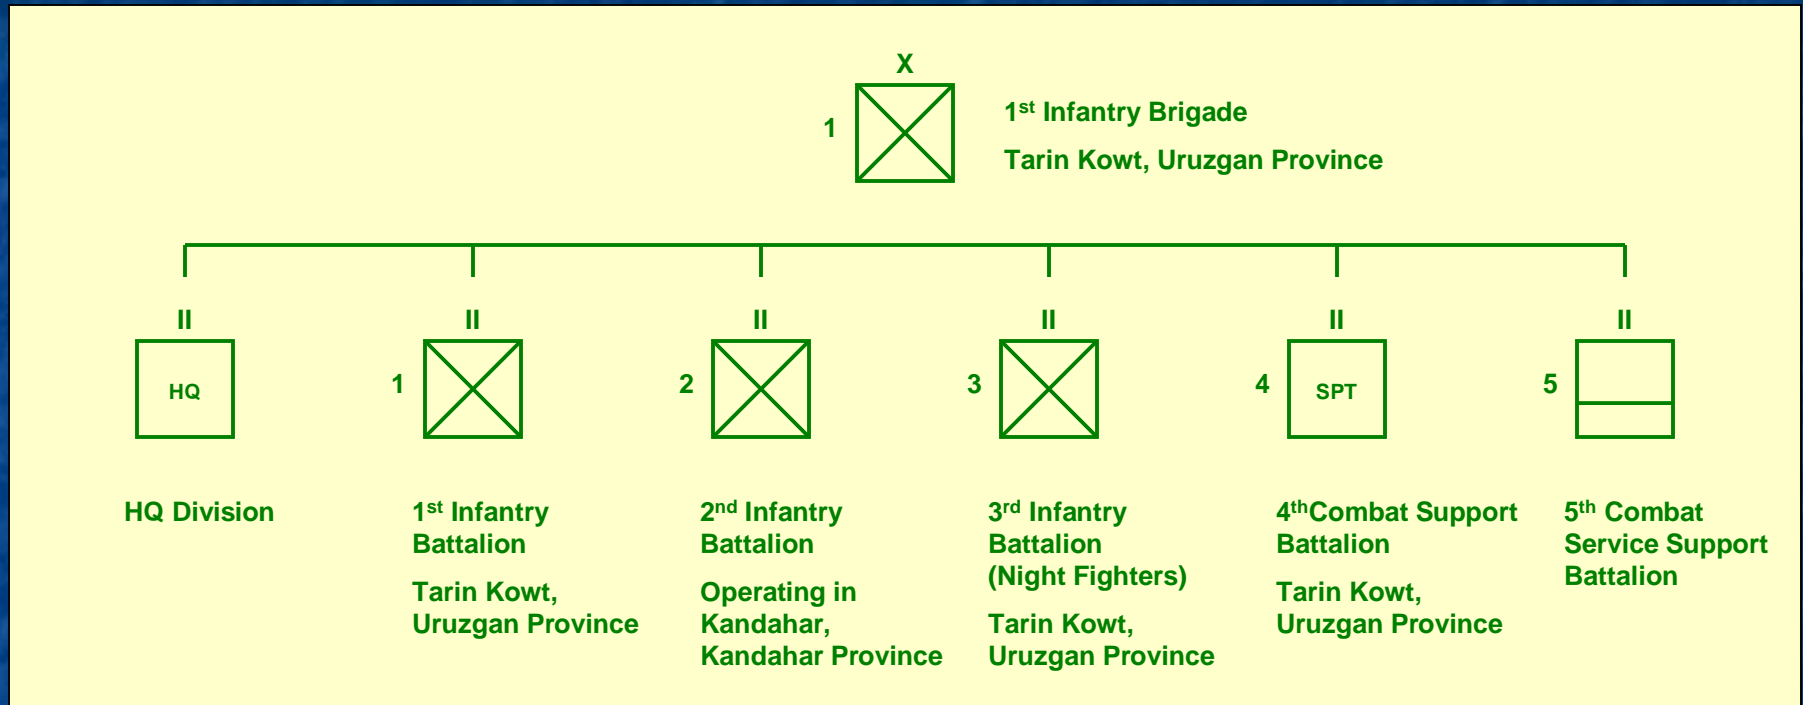 X
1
1st Infantry Brigade
Tarin Kowt, Uruzgan Province
II
HQ
HQ Division
II
1
1st Infantry
Battalion
Tarin Kowt,
Uruzgan Province
II
2
2nd Infantry
Battalion
Operating in
Kandahar,
Kandahar Province
II
3
3rd Infantry
Battalion
(Night Fighters)
Tarin Kowt,
Uruzgan Province
II
4
SPT
4thCombat Support
Battalion
Tarin Kowt,
Uruzgan Province
II
5
5th Combat
Service Support
Battalion